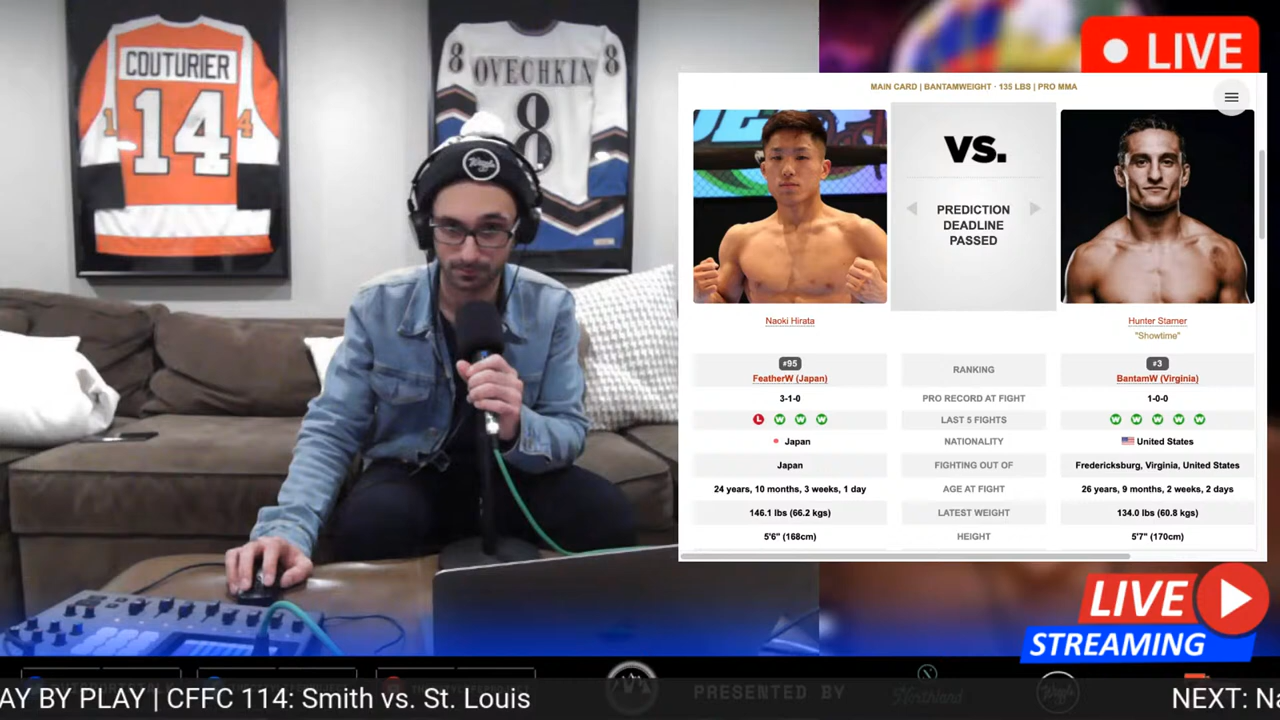 COUTURIER
14
1
4
8
8
OVECHKIN
8
Waggle
LIVE
MAIN CARD | BANTAMWEIGHT · 135 LBS | PRO MMA
VS.
PREDICTION
DEADLINE
PASSED
Naoki Hirata
Hunter Starner
"Showtime"
#95
RANKING
#3
FeatherW (Japan)
BantamW (Virginia)
3-1-0
PRO RECORD AT FIGHT
1-0-0
L W W W
LAST 5 FIGHTS
W W W W W
Japan
NATIONALITY
United States
Japan
FIGHTING OUT OF
Fredericksburg, Virginia, United States
24 years, 10 months, 3 weeks, 1 day
AGE AT FIGHT
26 years, 9 months, 2 weeks, 2 days
146.1 lbs (66.2 kgs)
LATEST WEIGHT
134.0 lbs (60.8 kgs)
5'6" (168cm)
HEIGHT
5'7" (170cm)
LIVE
STREAMING
PRESENTED BY
Northland
Waggle
AY BY PLAY | CFFC 114: Smith vs. St. Louis
NEXT: Na